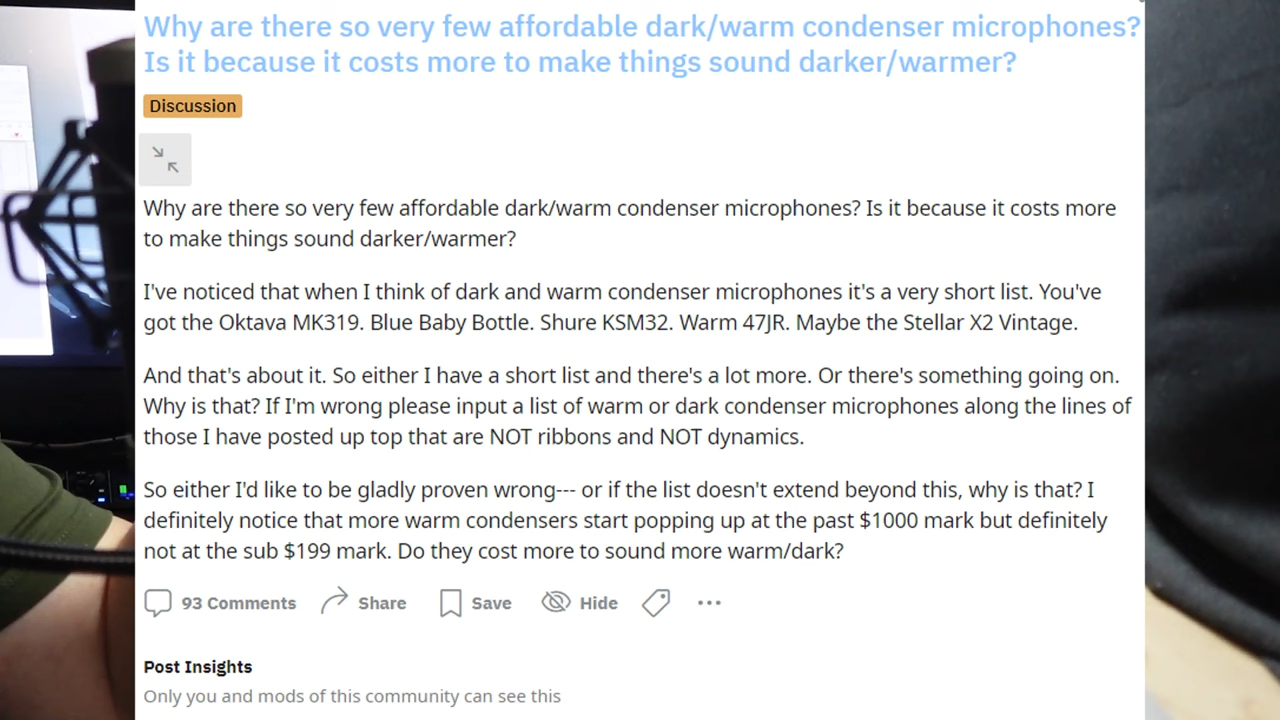 Why are there so very few affordable dark/warm condenser microphones?
Is it because it costs more to make things sound darker/warmer?
Discussion
Why are there so very few affordable dark/warm condenser microphones? Is it because it costs more
to make things sound darker/warmer?
I've noticed that when I think of dark and warm condenser microphones it's a very short list. You've
got the Oktava MK319. Blue Baby Bottle. Shure KSM32. Warm 47JR. Maybe the Stellar X2 Vintage.
And that's about it. So either I have a short list and there's a lot more. Or there's something going on.
Why is that? If I'm wrong please input a list of warm or dark condenser microphones along the lines of
those I have posted up top that are NOT ribbons and NOT dynamics.
So either I'd like to be gladly proven wrong--- or if the list doesn't extend beyond this, why is that? I
definitely notice that more warm condensers start popping up at the past $1000 mark but definitely
not at the sub $199 mark. Do they cost more to sound more warm/dark?
93 Comments Share Save Hide
Post Insights
Only you and mods of this community can see this